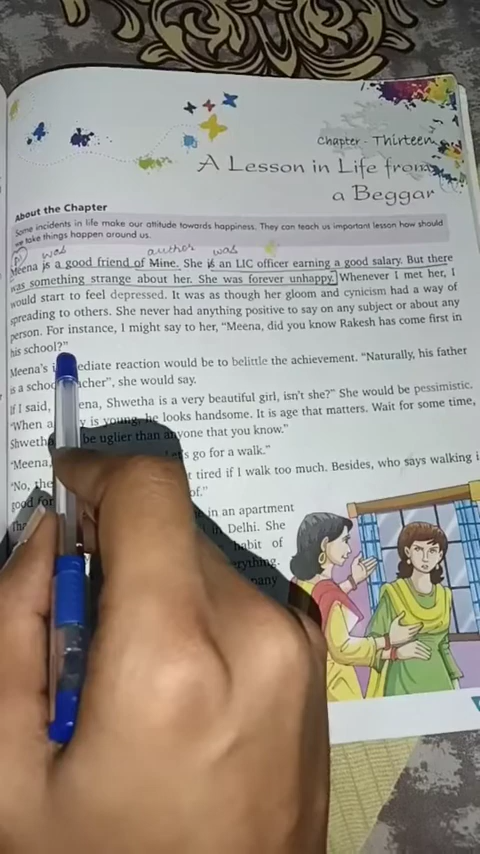 Chapter - Thirteen
A Lesson in Life from
a Beggar
About the Chapter
Some incidents in life make our attitude towards happiness. They can teach us important lesson how should
we take things happen around us.
was author was
Meena is a good friend of Mine. She is an LIC officer earning a good salary. But there
was something strange about her. She was forever unhappy. Whenever I met her, I
would start to feel depressed. It was as though her gloom and cynicism had a way of
spreading to others. She never had anything positive to say on any subject or about any
person. For instance, I might say to her, “Meena, did you know Rakesh has come first in
his school?”
Meena's ediate reaction would be to belittle the achievement. “Naturally, his father
is a schoo acher”, she would say.
If I said, ena, Shwetha is a very beautiful girl, isn't she?” She would be pessimistic.
“When a y is young, he looks handsome. It is age that matters. Wait for some time,
Shwetha be uglier than anyone that you know.”
“Meena, s go for a walk.”
“No, the t tired if I walk too much. Besides, who says walking i
good for of.”
in an apartment
in Delhi. She
habit of
erything.
any